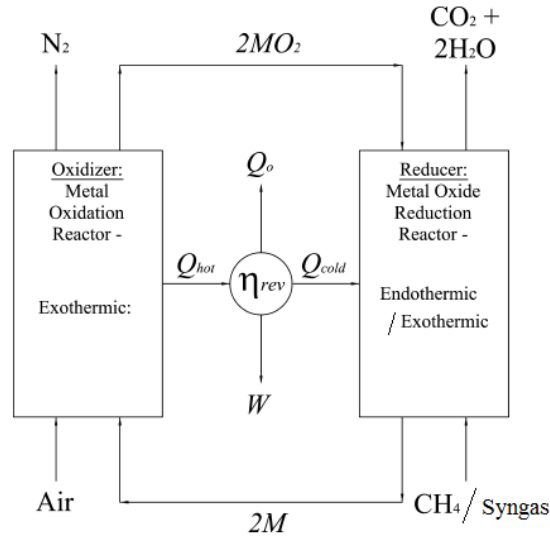 N₂
2MO₂
CO₂ +
2H₂O
Oxidizer:
Metal
Oxidation
Reactor -
Exothermic:
Qₒ
Q_hot
η_rev
Q_cold
W
Reducer:
Metal Oxide
Reduction
Reactor -
Endothermic
/ Exothermic
Air
2M
CH₄ / Syngas